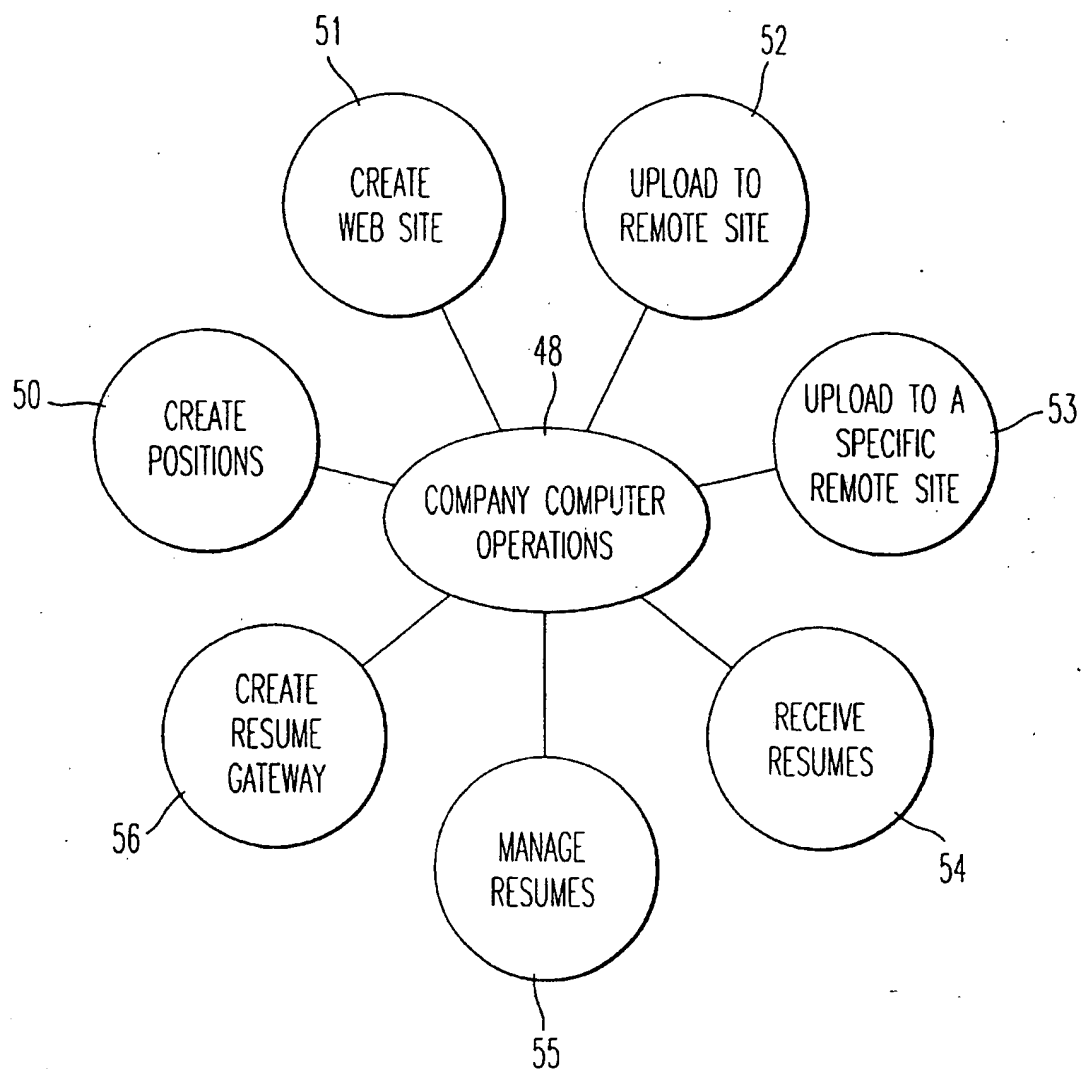 51
52
CREATE
WEB SITE
UPLOAD TO
REMOTE SITE
48
50
CREATE
POSITIONS
UPLOAD TO A
SPECIFIC
REMOTE SITE
53
COMPANY COMPUTER
OPERATIONS
CREATE
RESUME
GATEWAY
56
RECEIVE
RESUMES
54
MANAGE
RESUMES
55